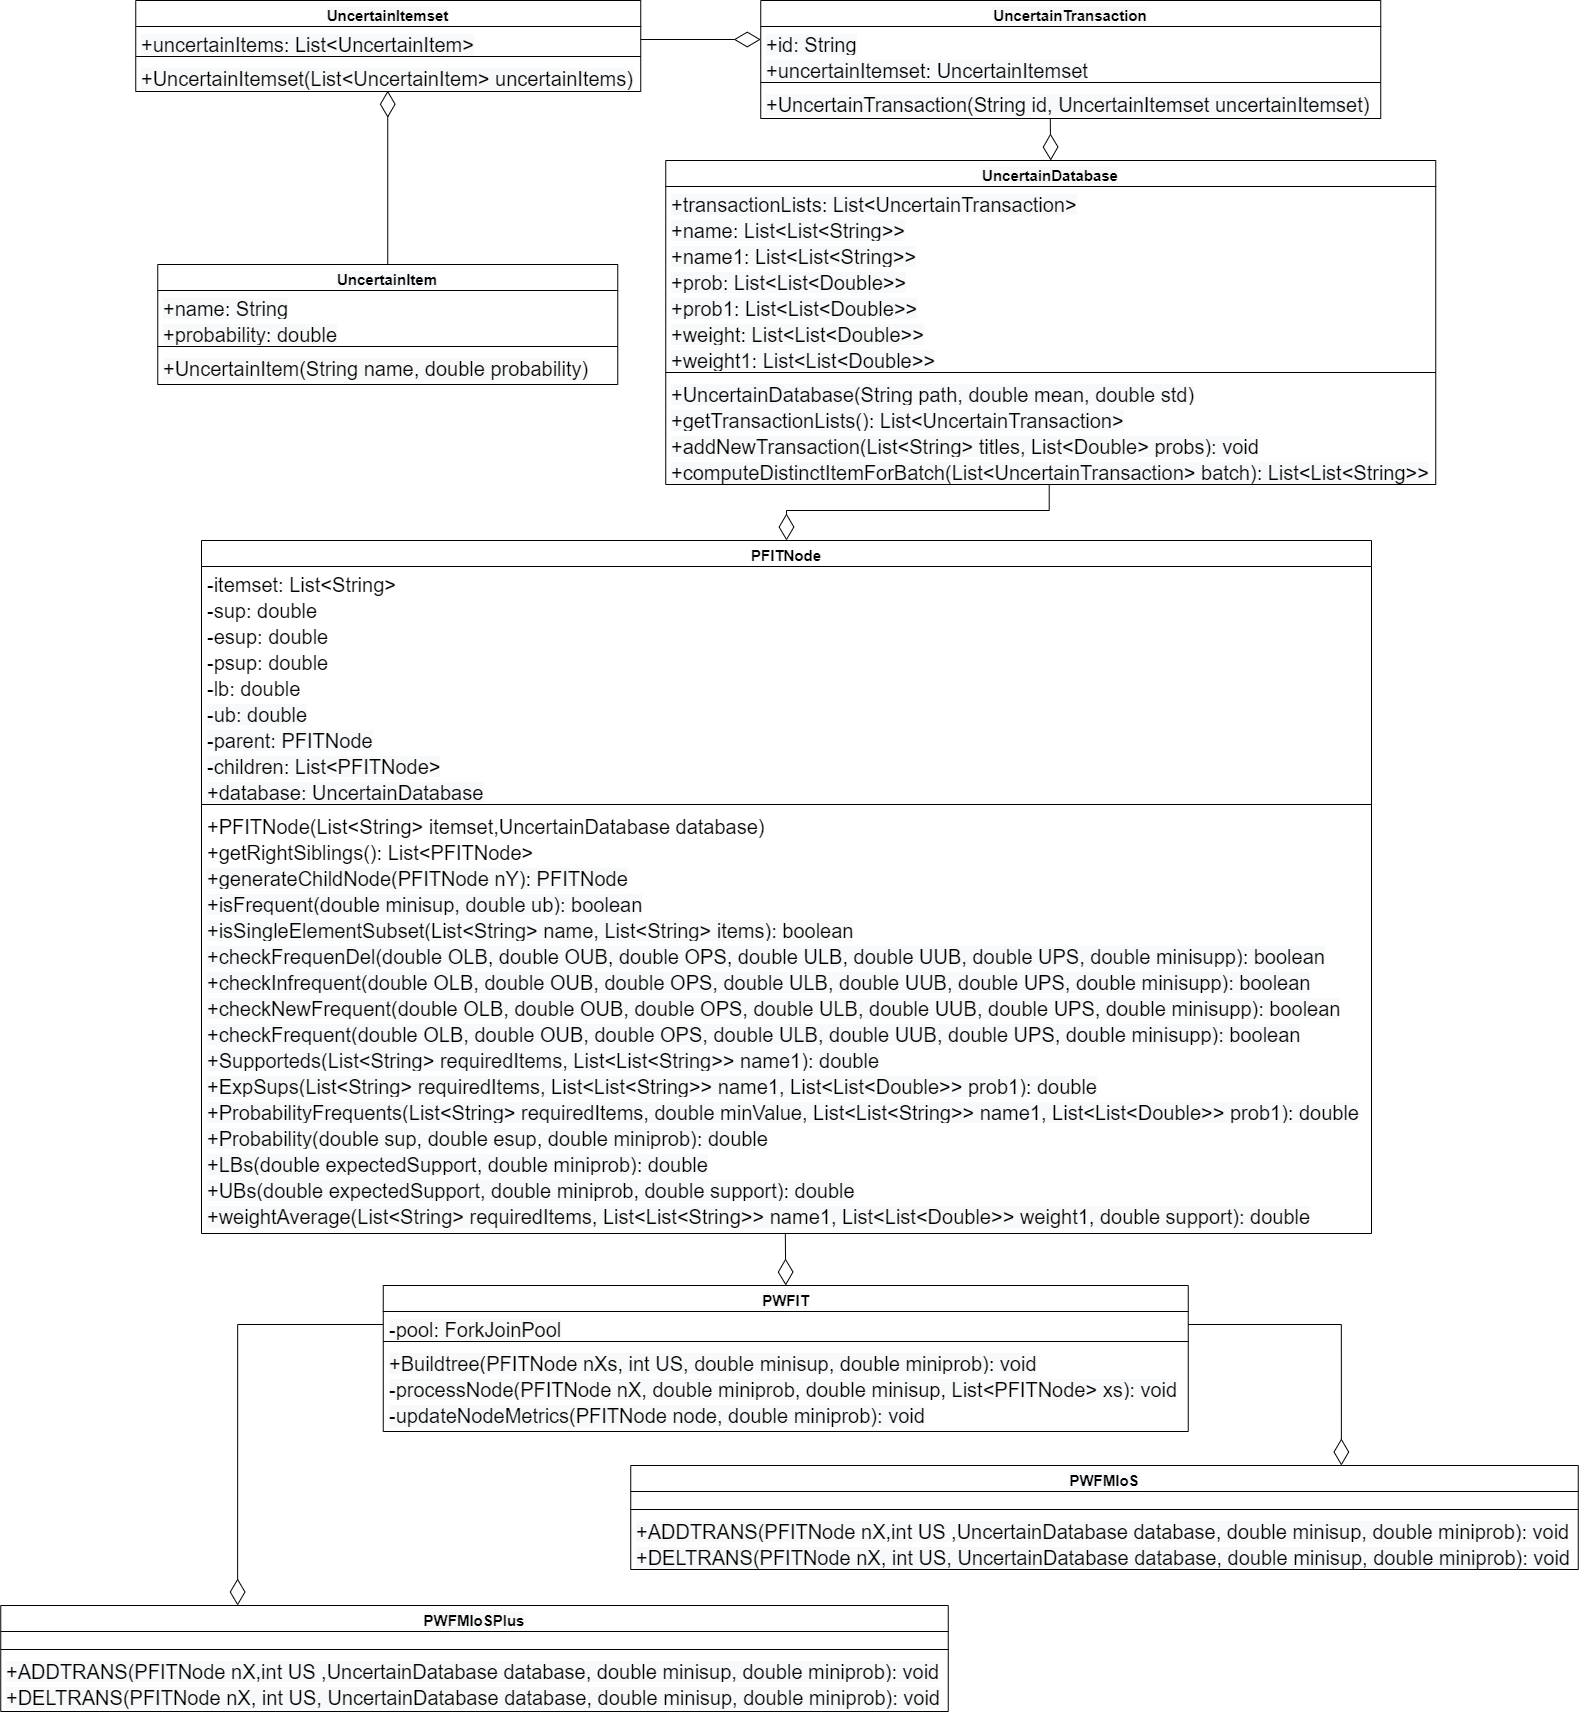 UncertainItemset
+uncertainItems: List<UncertainItem>
+UncertainItemset(List<UncertainItem> uncertainItems)
UncertainTransaction
+id: String
+uncertainItemset: UncertainItemset
+UncertainTransaction(String id, UncertainItemset uncertainItemset)
UncertainItem
+name: String
+probability: double
+UncertainItem(String name, double probability)
UncertainDatabase
+transactionLists: List<UncertainTransaction>
+name: List<List<String>>
+name1: List<List<String>>
+prob: List<List<Double>>
+prob1: List<List<Double>>
+weight: List<List<Double>>
+weight1: List<List<Double>>
+UncertainDatabase(String path, double mean, double std)
+getTransactionLists(): List<UncertainTransaction>
+addNewTransaction(List<String> titles, List<Double> probs): void
+computeDistinctItemForBatch(List<UncertainTransaction> batch): List<List<String>>
PFITNode
-itemset: List<String>
-sup: double
-esup: double
-psup: double
-lb: double
-ub: double
-parent: PFITNode
-children: List<PFITNode>
+database: UncertainDatabase
+PFITNode(List<String> itemset,UncertainDatabase database)
+getRightSiblings(): List<PFITNode>
+generateChildNode(PFITNode nY): PFITNode
+isFrequent(double minisup, double ub): boolean
+isSingleElementSubset(List<String> name, List<String> items): boolean
+checkFrequenDel(double OLB, double OUB, double OPS, double ULB, double UUB, double UPS, double minisupp): boolean
+checkInfrequent(double OLB, double OUB, double OPS, double ULB, double UUB, double UPS, double minisupp): boolean
+checkNewFrequent(double OLB, double OUB, double OPS, double ULB, double UUB, double UPS, double minisupp): boolean
+checkFrequent(double OLB, double OUB, double OPS, double ULB, double UUB, double UPS, double minisupp): boolean
+Supporteds(List<String> requiredItems, List<List<String>> name1): double
+ExpSups(List<String> requiredItems, List<List<String>> name1, List<List<Double>> prob1): double
+ProbabilityFrequents(List<String> requiredItems, double minValue, List<List<String>> name1, List<List<Double>> prob1): double
+Probability(double sup, double esup, double miniprob): double
+LBs(double expectedSupport, double miniprob): double
+UBs(double expectedSupport, double miniprob, double support): double
+weightAverage(List<String> requiredItems, List<List<String>> name1, List<List<Double>> weight1, double support): double
PWFIT
-pool: ForkJoinPool
+Buildtree(PFITNode nXs, int US, double minisup, double miniprob): void
-processNode(PFITNode nX, double miniprob, double minisup, List<PFITNode> xs): void
-updateNodeMetrics(PFITNode node, double miniprob): void
PWFMIoS
+ADDTRANS(PFITNode nX,int US ,UncertainDatabase database, double minisup, double miniprob): void
+DELTRANS(PFITNode nX, int US, UncertainDatabase database, double minisup, double miniprob): void
PWFMIoSPlus
+ADDTRANS(PFITNode nX,int US ,UncertainDatabase database, double minisup, double miniprob): void
+DELTRANS(PFITNode nX, int US, UncertainDatabase database, double minisup, double miniprob): void